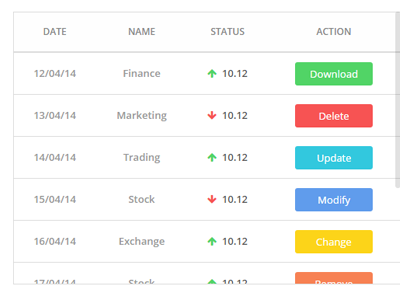 DATE NAME STATUS ACTION
12/04/14 Finance 10.12 Download
13/04/14 Marketing 10.12 Delete
14/04/14 Trading 10.12 Update
15/04/14 Stock 10.12 Modify
16/04/14 Exchange 10.12 Change
17/04/14 Stock 10.12 Remove